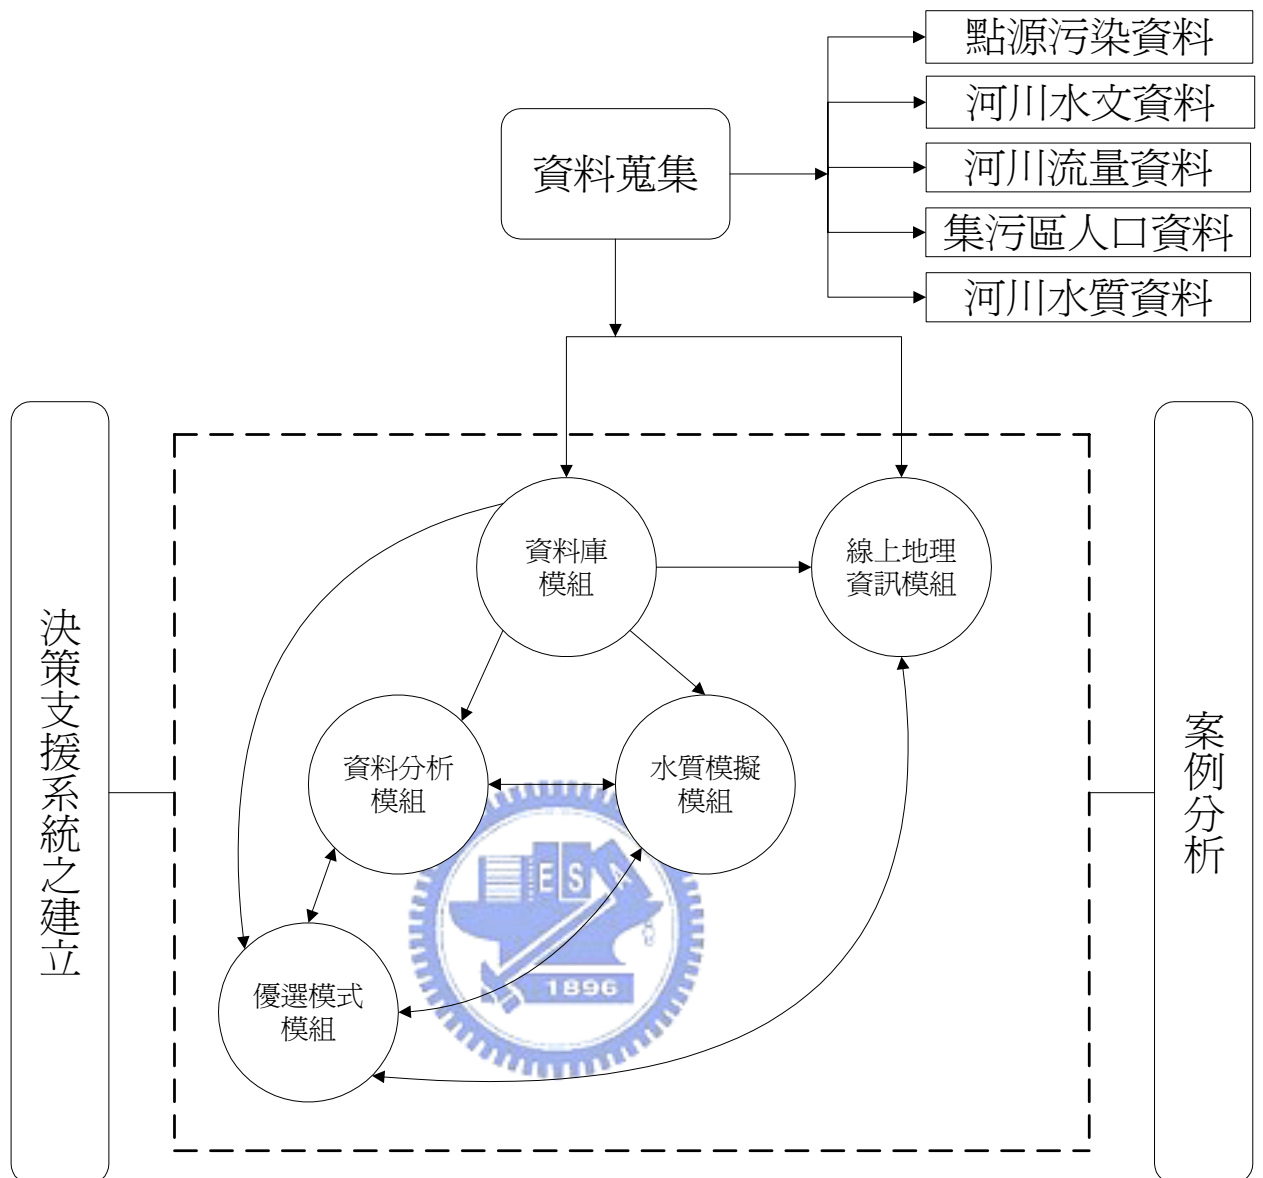 點源污染資料
河川水文資料
資料蒐集
河川流量資料
集污區人口資料
河川水質資料
決策支援系統之建立
資料庫
模組
線上地理
資訊模組
資料分析
模組
水質模擬
模組
優選模式
模組
案例分析
E S
1896